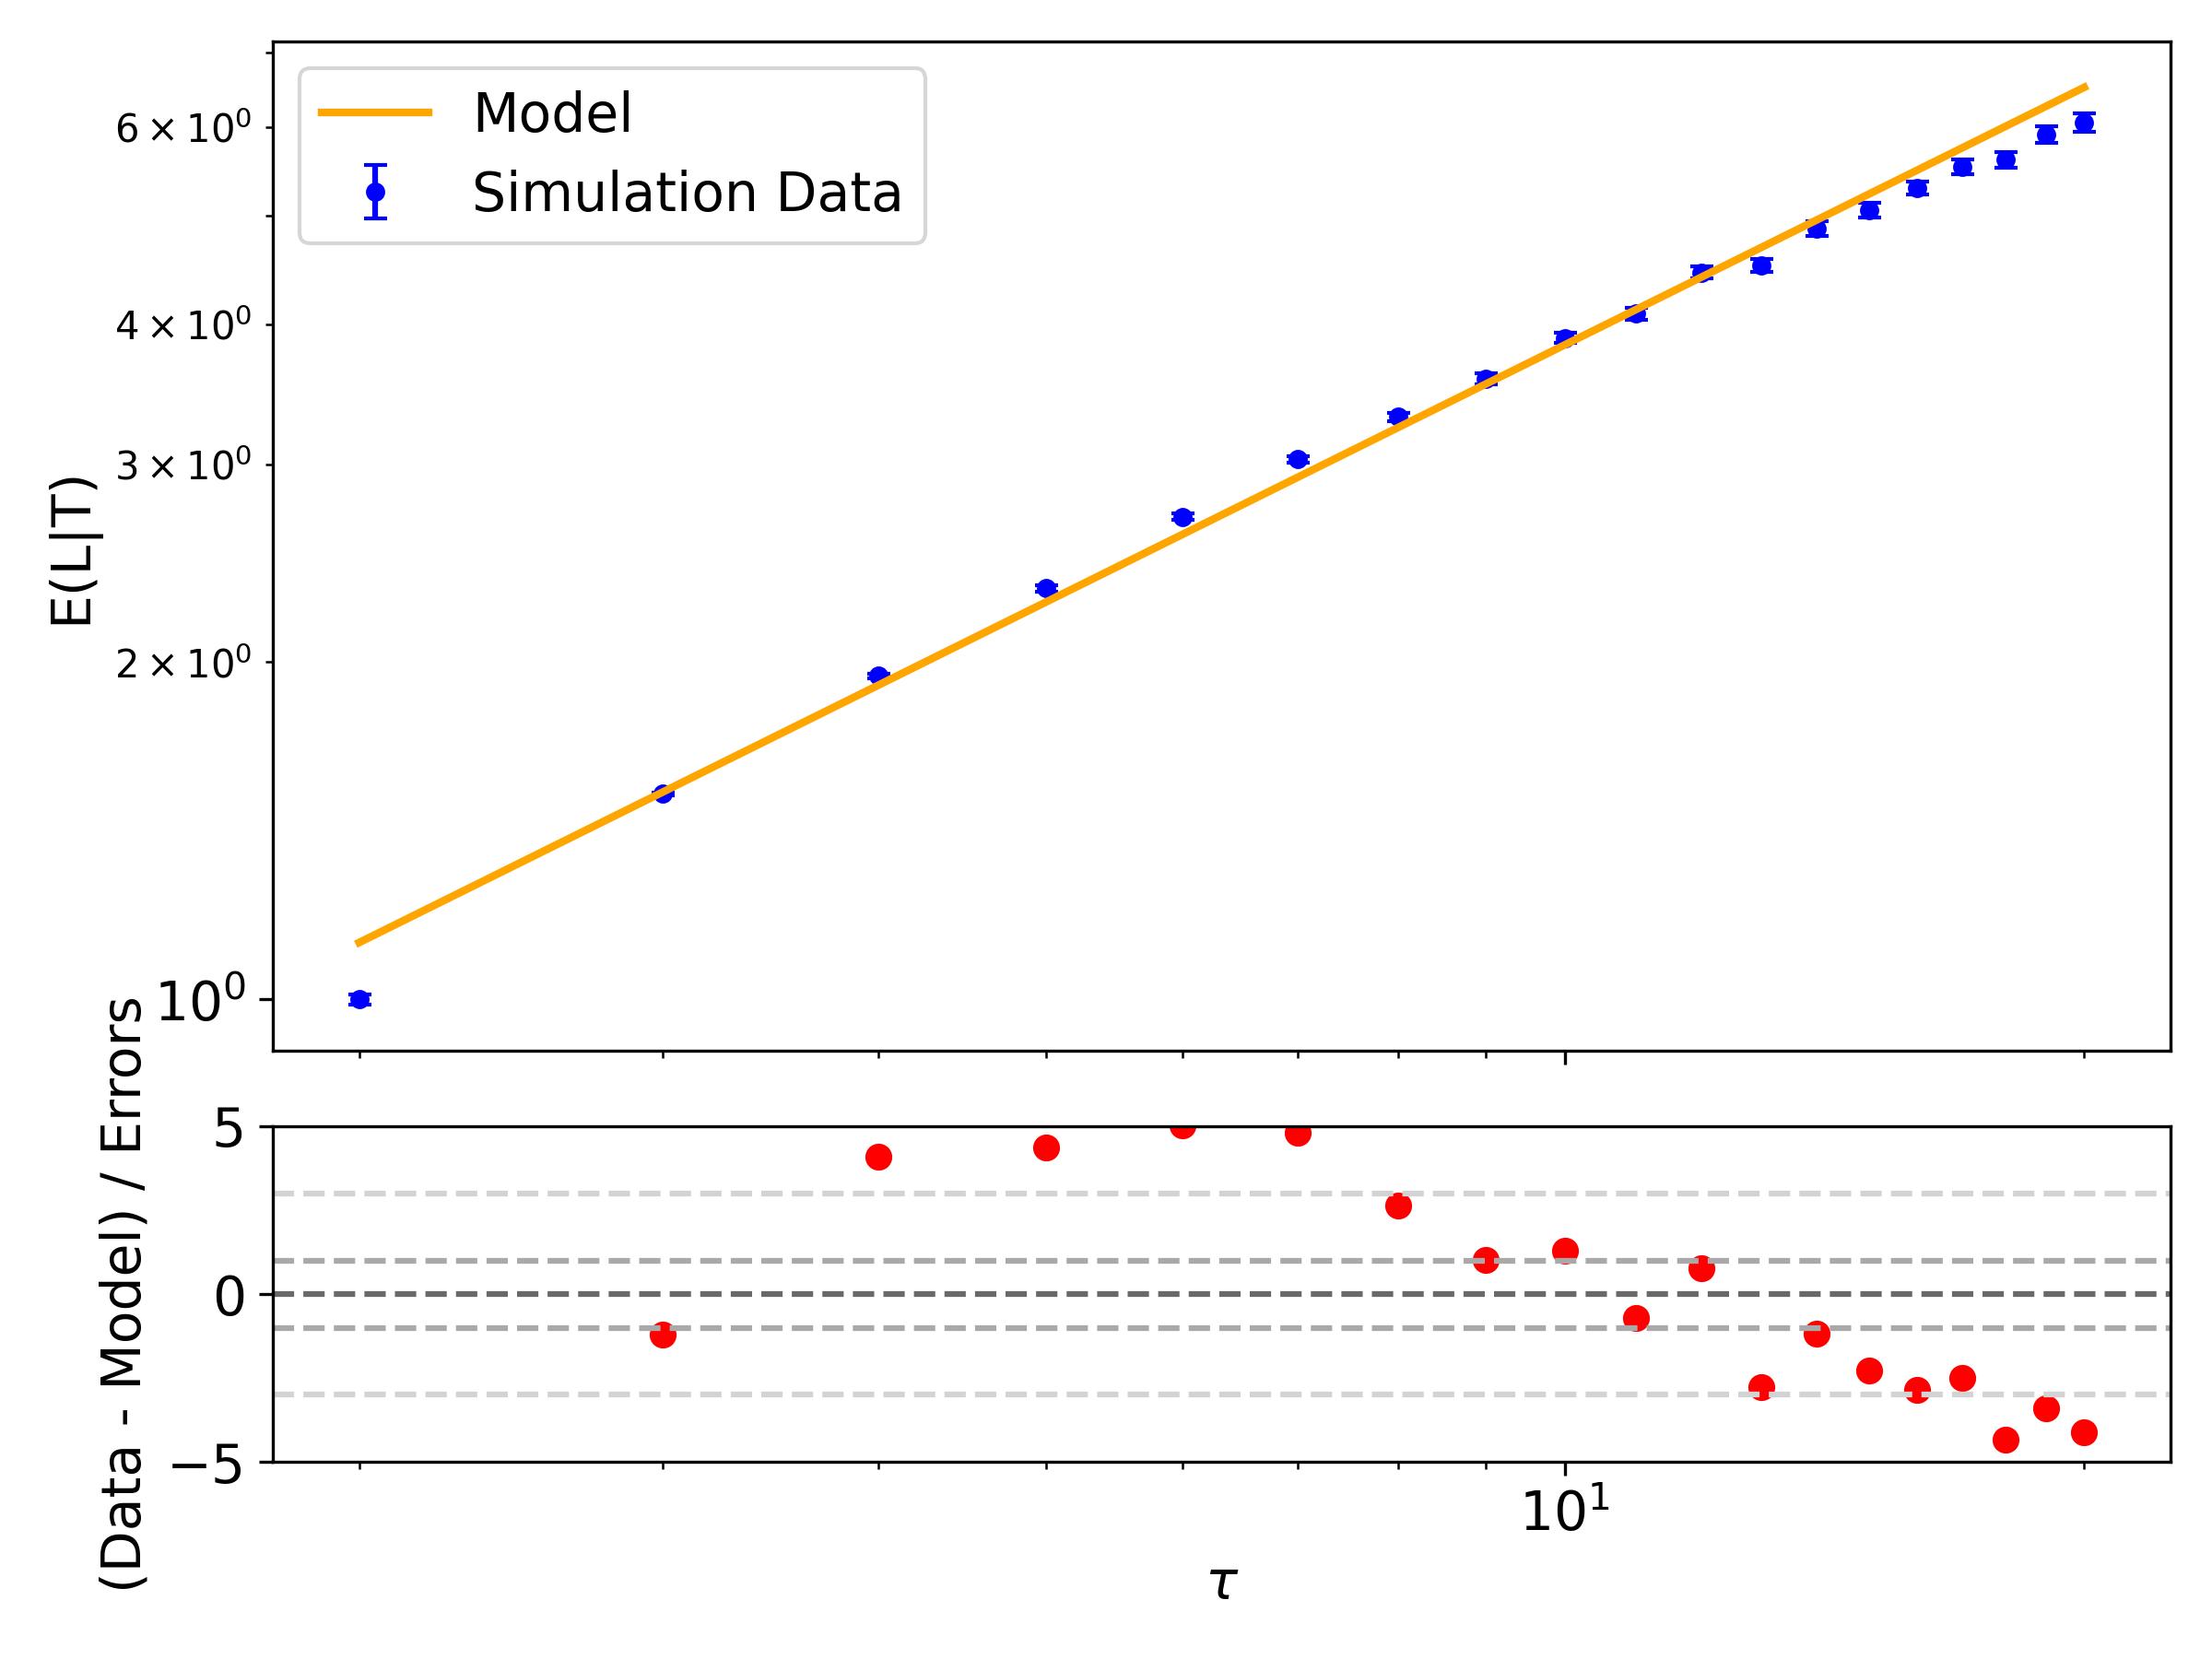 Model
Simulation Data
E(L|T)
6 × 10⁰
4 × 10⁰
3 × 10⁰
2 × 10⁰
10⁰
(Data - Model) / Errors
5
0
−5
10¹
τ